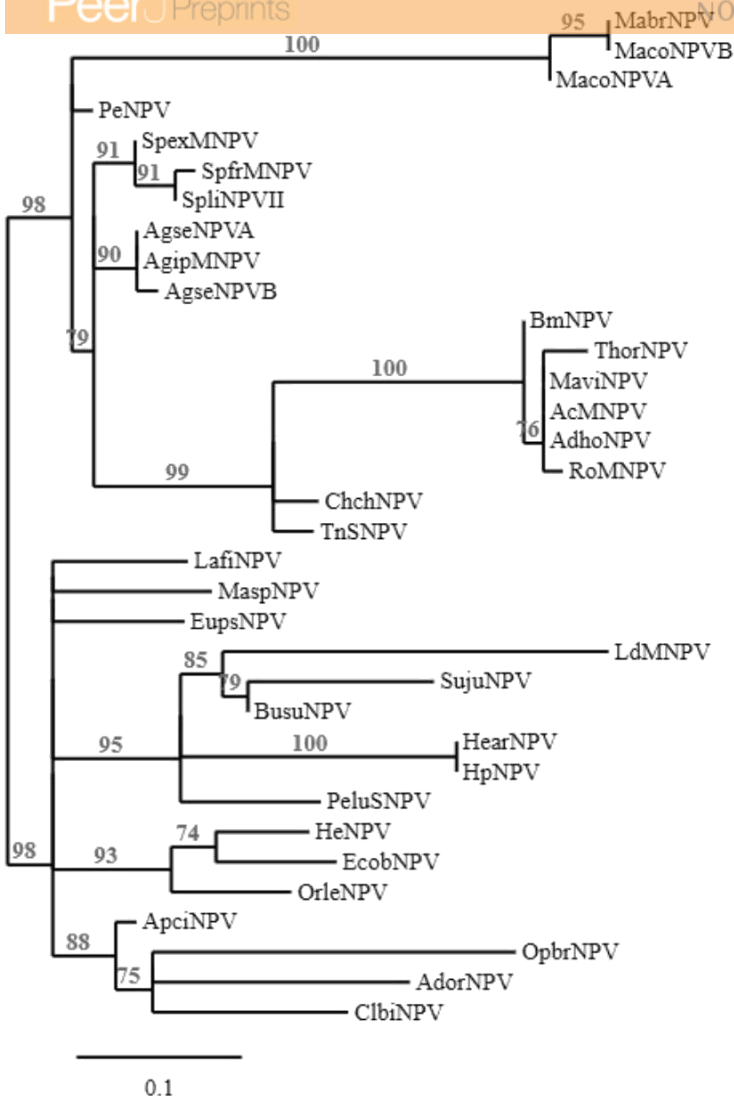 PeerJ Preprints
NO
95
MabrNPV
100
MacoNPVB
MacoNPVA
PeNPV
91
SpexMNPV
91
SpfrMNPV
SpliNPVII
98
AgseNPVA
90
AgipMNPV
AgseNPVB
BmNPV
79
ThorNPV
100
MaviNPV
AcMNPV
76
AdhoNPV
RoMNPV
99
ChchNPV
TnSNPV
LafiNPV
MaspNPV
EupsNPV
85
LdMNPV
79
SujuNPV
BusuNPV
95
100
HearNPV
HpNPV
PeluSNPV
74
HeNPV
98
93
EcobNPV
OrleNPV
ApciNPV
88
OpbrNPV
75
AdorNPV
ClbiNPV
0.1